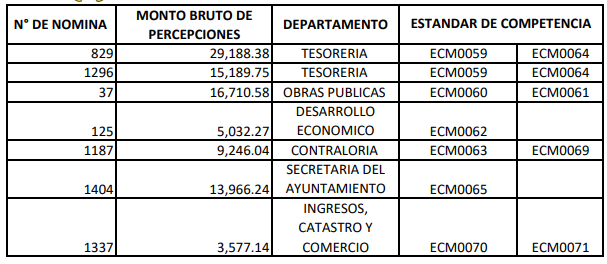 N° DE NOMINA MONTO BRUTO DE PERCEPCIONES DEPARTAMENTO ESTANDAR DE COMPETENCIA
829 29,188.38 TESORERIA ECM0059 ECM0064
1296 15,189.75 TESORERIA ECM0059 ECM0064
37 16,710.58 OBRAS PUBLICAS ECM0060 ECM0061
DESARROLLO
125 5,032.27 ECONOMICO ECM0062
1187 9,246.04 CONTRALORIA ECM0063 ECM0069
SECRETARIA DEL
1404 13,966.24 AYUNTAMIENTO ECM0065
INGRESOS,
CATASTRO Y
1337 3,577.14 COMERCIO ECM0070 ECM0071